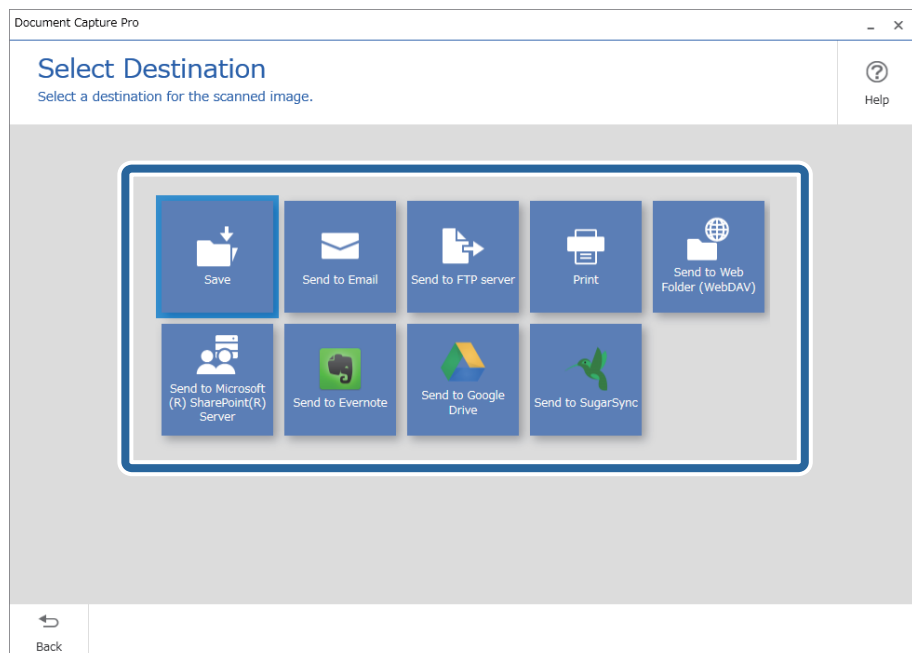 Document Capture Pro
Select Destination
Select a destination for the scanned image.
Help
Save
Send to Email
Send to FTP server
Print
Send to Web
Folder (WebDAV)
Send to Microsoft
(R) SharePoint(R)
Server
Send to Evernote
Send to Google
Drive
Send to SugarSync
Back